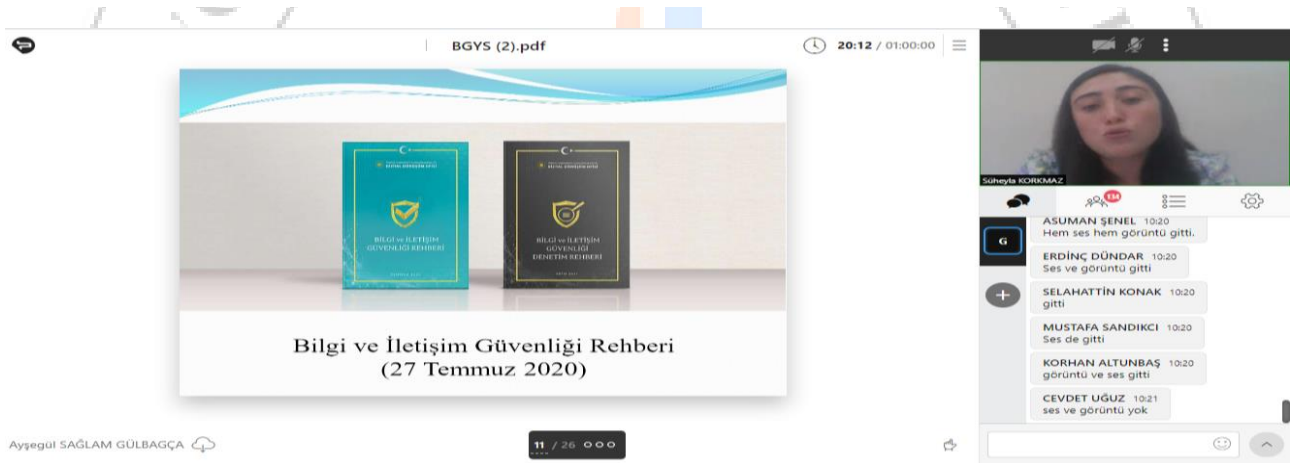 BGYS (2).pdf
20:12 / 01:00:00
BİLGİ ve İLETİŞİM
GÜVENLİĞİ REHBERİ
BİLGİ ve İLETİŞİM
GÜVENLİĞİ
DENETİM REHBERİ
Bilgi ve İletişim Güvenliği Rehberi
(27 Temmuz 2020)
Ayşegül SAĞLAM GÜLBAGÇA
11 / 26
Süheyla KORKMAZ
134
G
ASUMAN ŞENEL 10:20
Hem ses hem görüntü gitti.
ERDİNÇ DÜNDAR 10:20
Ses ve görüntü gitti
SELAHATTİN KONAK 10:20
gitti
MUSTAFA SANDIKCI 10:20
Ses de gitti
KORHAN ALTUNBAŞ 10:20
görüntü ve ses gitti
CEVDET UĞUZ 10:21
ses ve görüntü yok